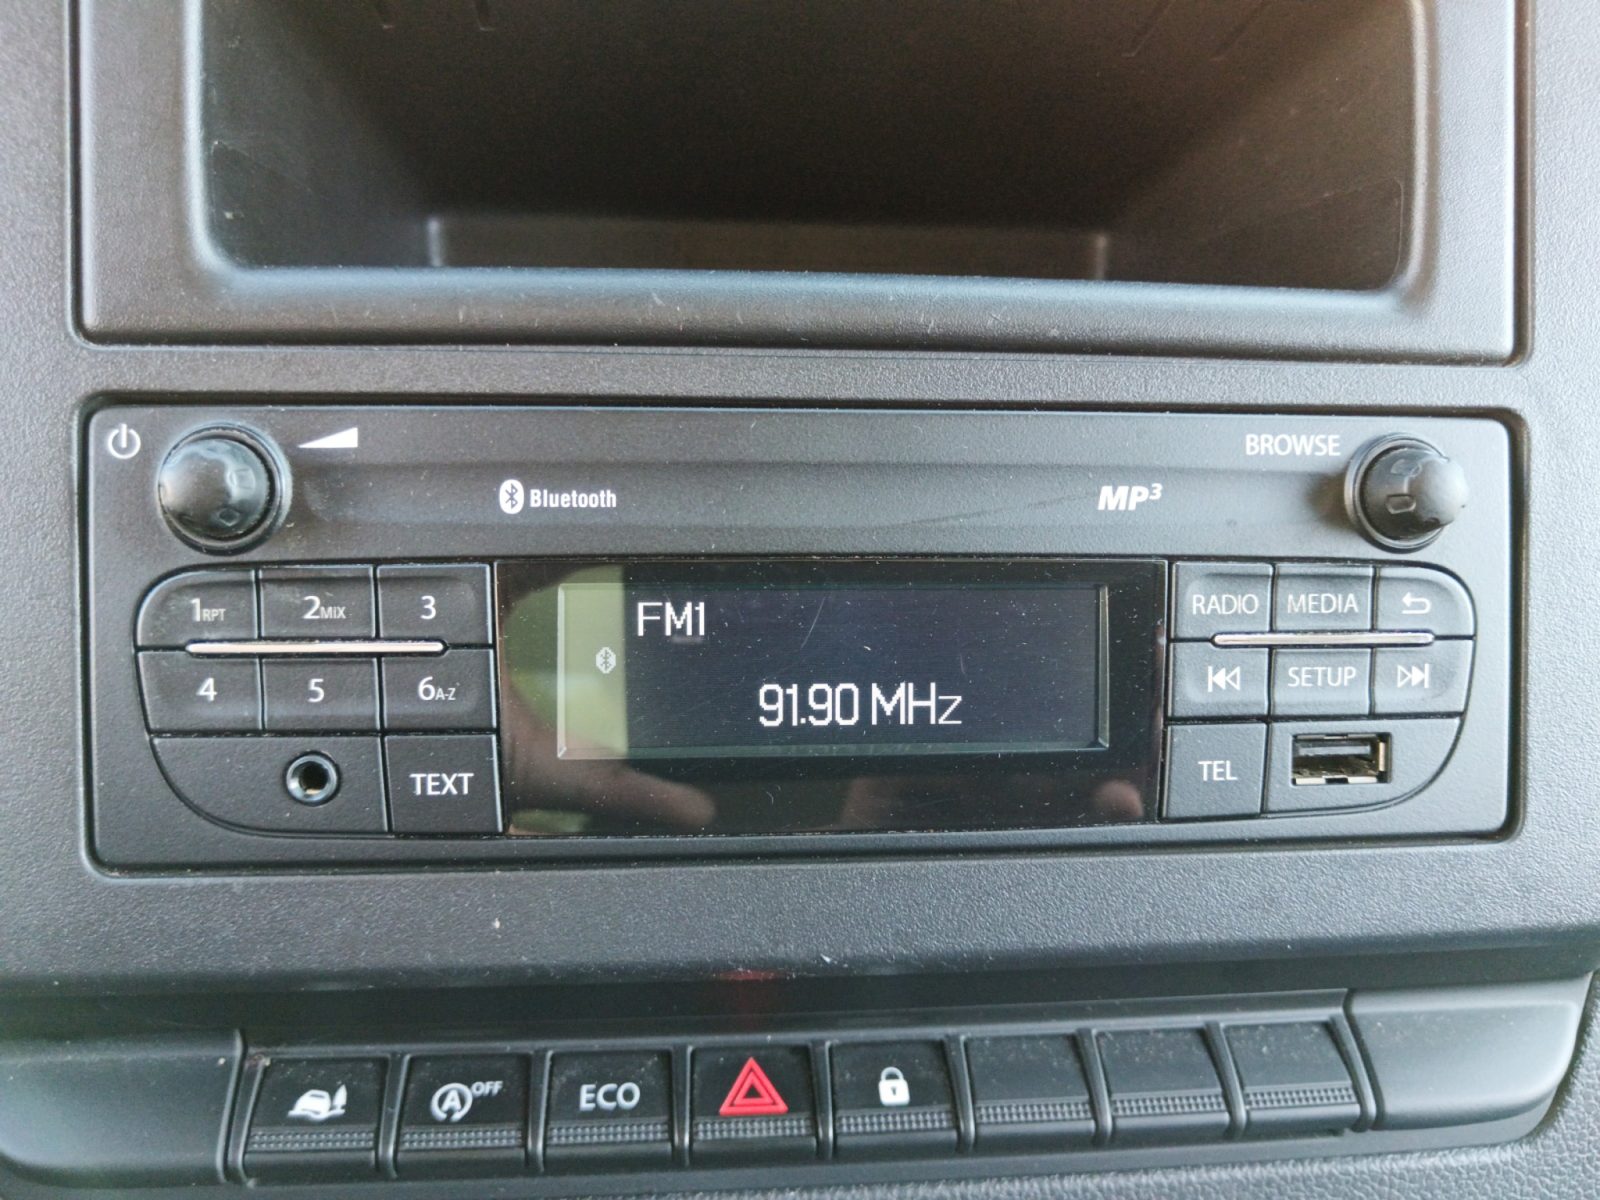 BROWSE
Bluetooth
MP3
1RPT 2MiX 3
FM1
RADIO MEDIA
4 5 6A-Z
91.90 MHz
SETUP
TEXT
TEL
A OFF
ECO